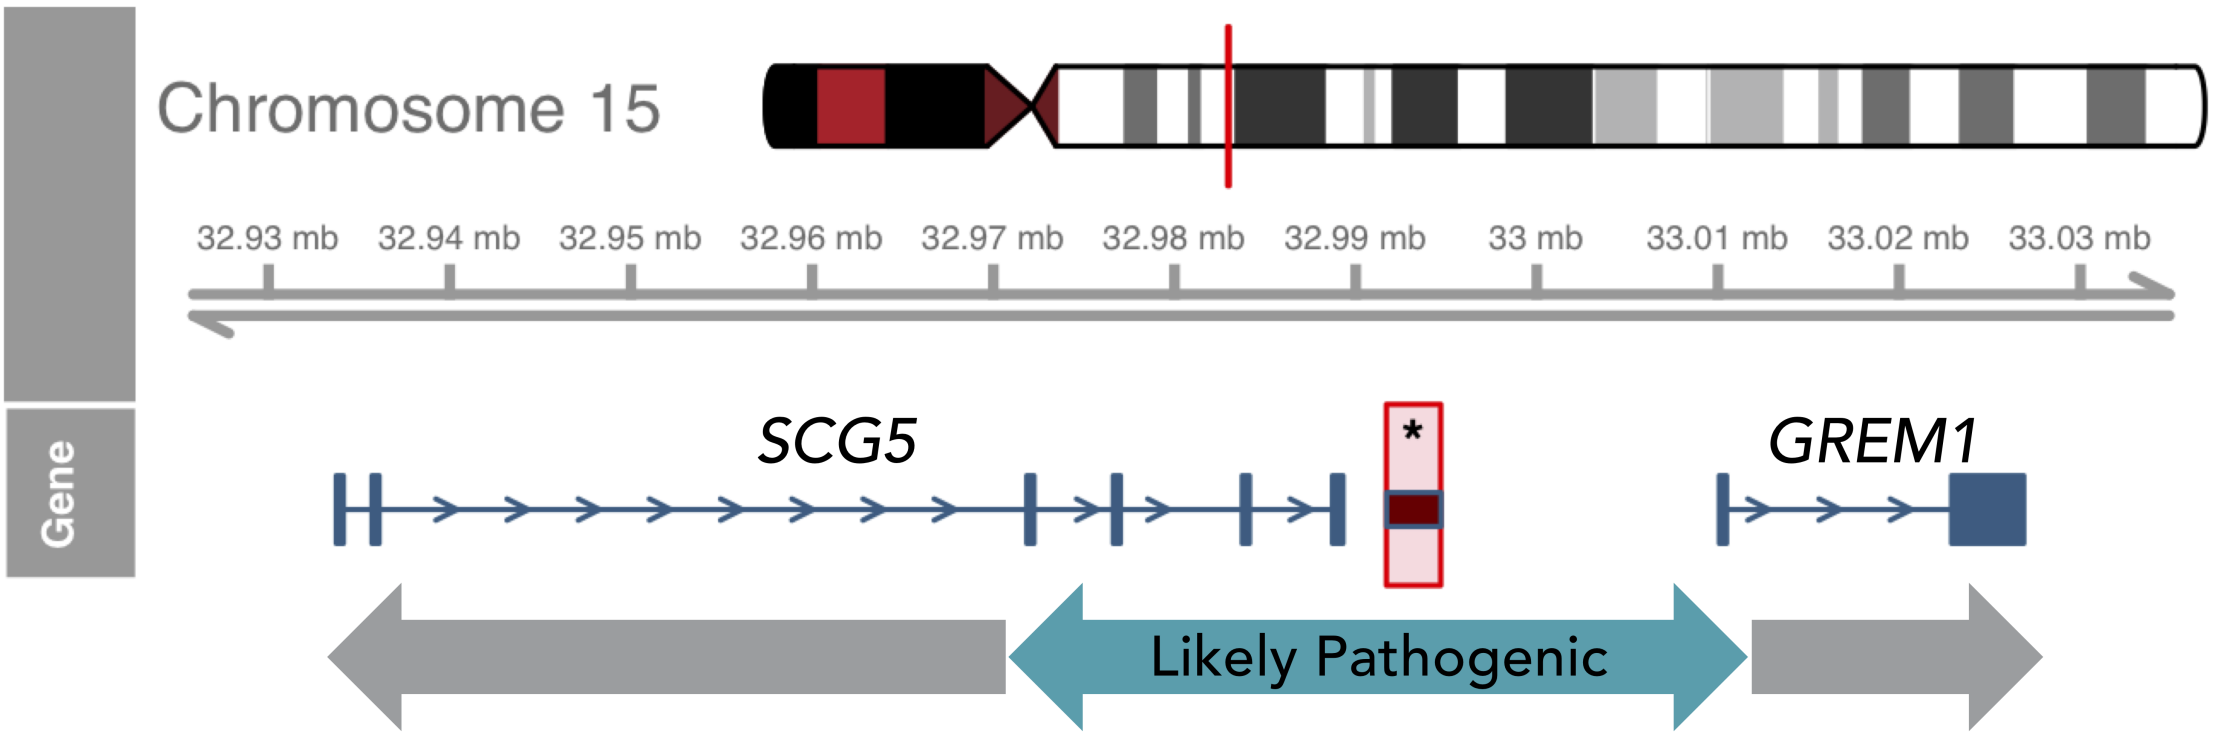 Chromosome 15
32.93 mb 32.94 mb 32.95 mb 32.96 mb 32.97 mb 32.98 mb 32.99 mb 33 mb 33.01 mb 33.02 mb 33.03 mb
Gene
SCG5
*
GREM1
Likely Pathogenic